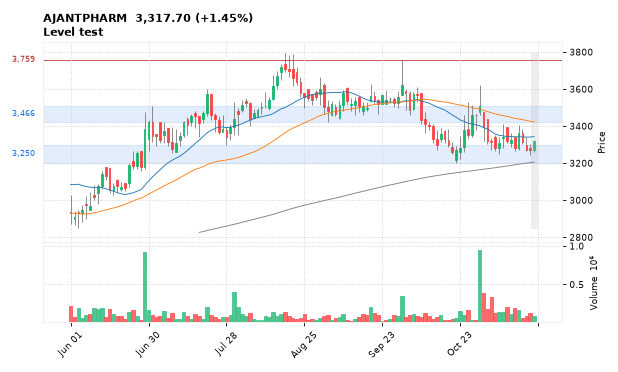 AJANTPHARM 3,317.70 (+1.45%)
Level test
3,759
3,466
3,250
3800
3600
3400
3200
3000
2800
Price
1.0
0.5
Volume 10⁶
Jun 01
Jun 30
Jul 28
Aug 25
Sep 23
Oct 23